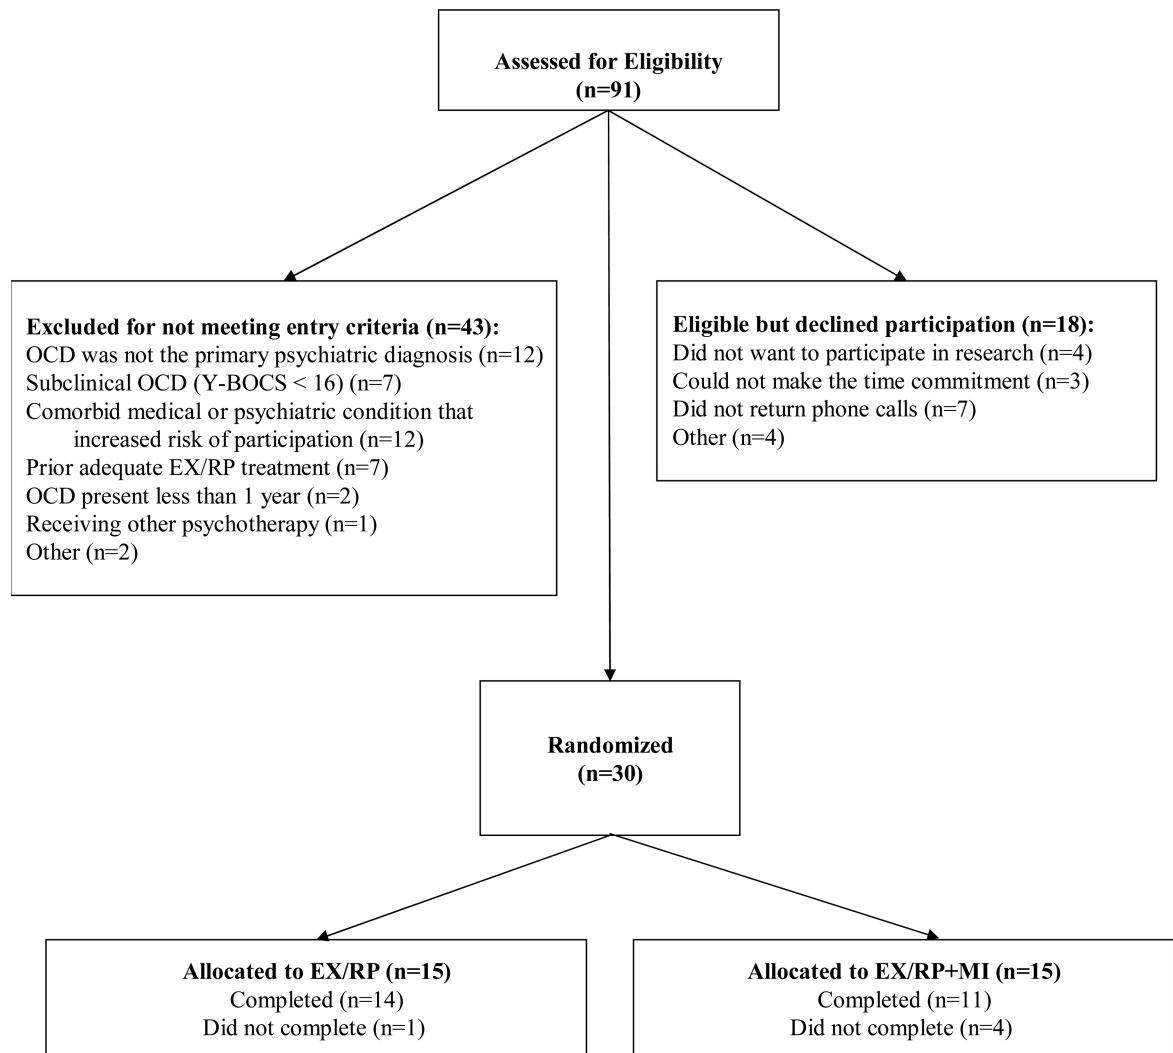 Assessed for Eligibility
(n=91)
Excluded for not meeting entry criteria (n=43):
OCD was not the primary psychiatric diagnosis (n=12)
Subclinical OCD (Y-BOCS < 16) (n=7)
Comorbid medical or psychiatric condition that
increased risk of participation (n=12)
Prior adequate EX/RP treatment (n=7)
OCD present less than 1 year (n=2)
Receiving other psychotherapy (n=1)
Other (n=2)
Eligible but declined participation (n=18):
Did not want to participate in research (n=4)
Could not make the time commitment (n=3)
Did not return phone calls (n=7)
Other (n=4)
Randomized
(n=30)
Allocated to EX/RP (n=15)
Completed (n=14)
Did not complete (n=1)
Allocated to EX/RP+MI (n=15)
Completed (n=11)
Did not complete (n=4)